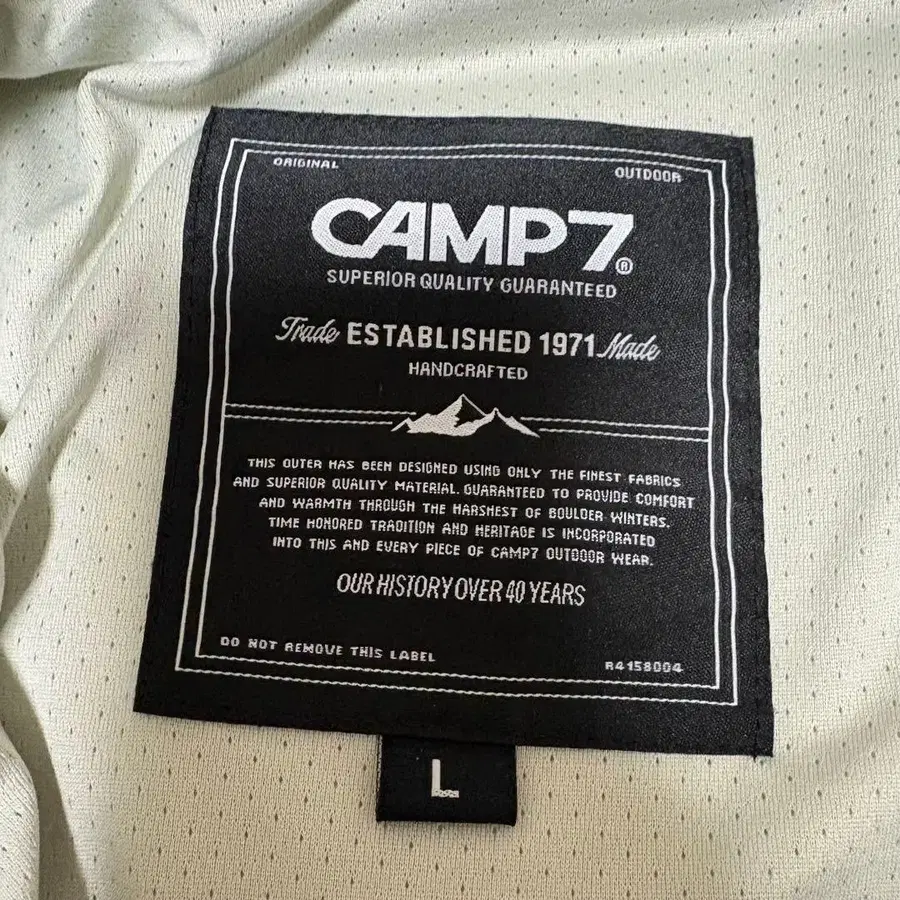 ORIGINAL
OUTDOOR
CAMP7®
SUPERIOR QUALITY GUARANTEED
Trade ESTABLISHED 1971 Made
HANDCRAFTED
THIS OUTER HAS BEEN DESIGNED USING ONLY THE FINEST FABRICS
AND SUPERIOR QUALITY MATERIAL. GUARANTEED TO PROVIDE COMFORT
AND WARMTH THROUGH THE HARSHEST OF BOULDER WINTERS.
TIME HONORED TRADITION AND HERITAGE IS INCORPORATED
INTO THIS AND EVERY PIECE OF CAMP7 OUTDOOR WEAR.
OUR HISTORY OVER 40 YEARS
DO NOT REMOVE THIS LABEL
R4158004
L